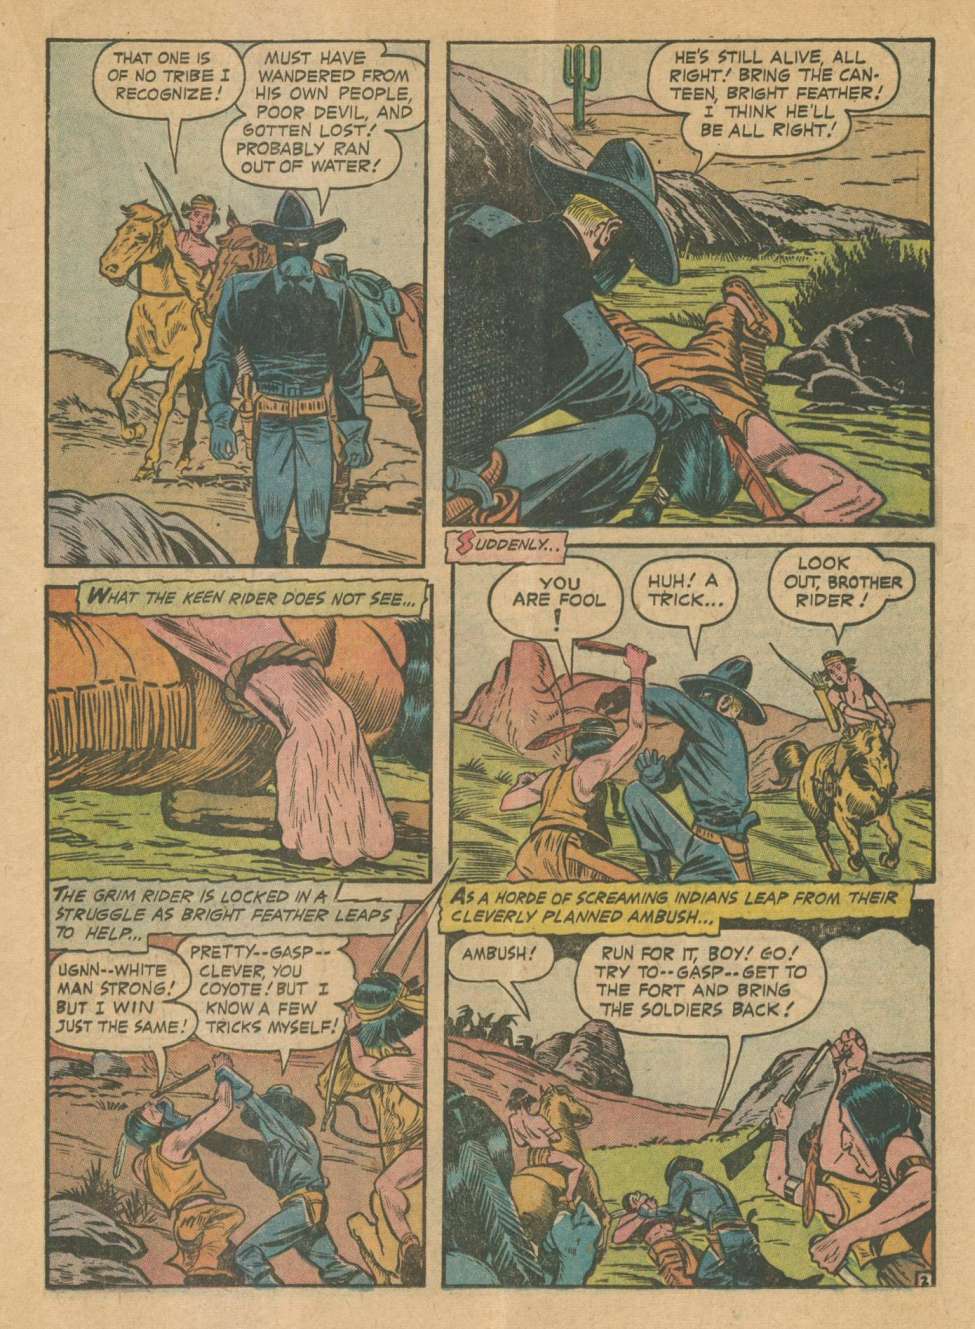 THAT ONE IS
OF NO TRIBE I
RECOGNIZE!
MUST HAVE
WANDERED FROM
HIS OWN PEOPLE,
POOR DEVIL, AND
GOTTEN LOST!
PROBABLY RAN
OUT OF WATER!
HE'S STILL ALIVE, ALL
RIGHT! BRING THE CAN-
TEEN, BRIGHT FEATHER!
I THINK HE'LL
BE ALL RIGHT!
WHAT THE KEEN RIDER DOES NOT SEE...
SUDDENLY...
YOU
ARE FOOL
!
HUH! A
TRICK...
LOOK
OUT, BROTHER
RIDER!
THE GRIM RIDER IS LOCKED IN A
STRUGGLE AS BRIGHT FEATHER LEAPS
TO HELP...
UGNN--WHITE
MAN STRONG!
BUT I WIN
JUST THE SAME!
PRETTY--GASP--
CLEVER, YOU
COYOTE! BUT I
KNOW A FEW
TRICKS MYSELF!
AS A HORDE OF SCREAMING INDIANS LEAP FROM THEIR
CLEVERLY PLANNED AMBUSH...
AMBUSH!
RUN FOR IT, BOY! GO!
TRY TO--GASP--GET TO
THE FORT AND BRING
THE SOLDIERS BACK!
2